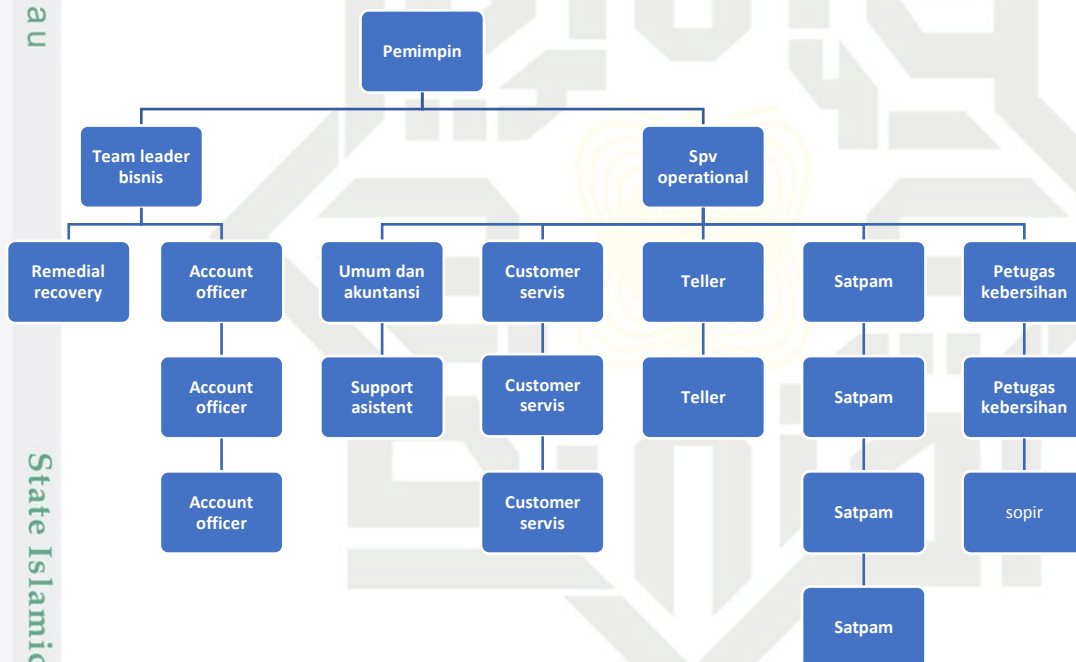 au
State Islamic
Pemimpin
Team leader
bisnis
Spv
operational
Remedial
recovery
Account
officer
Umum dan
akuntansi
Customer
servis
Teller
Satpam
Petugas
kebersihan
Account
officer
Support
asistent
Customer
servis
Teller
Satpam
Petugas
kebersihan
Account
officer
Customer
servis
Satpam
sopir
Satpam